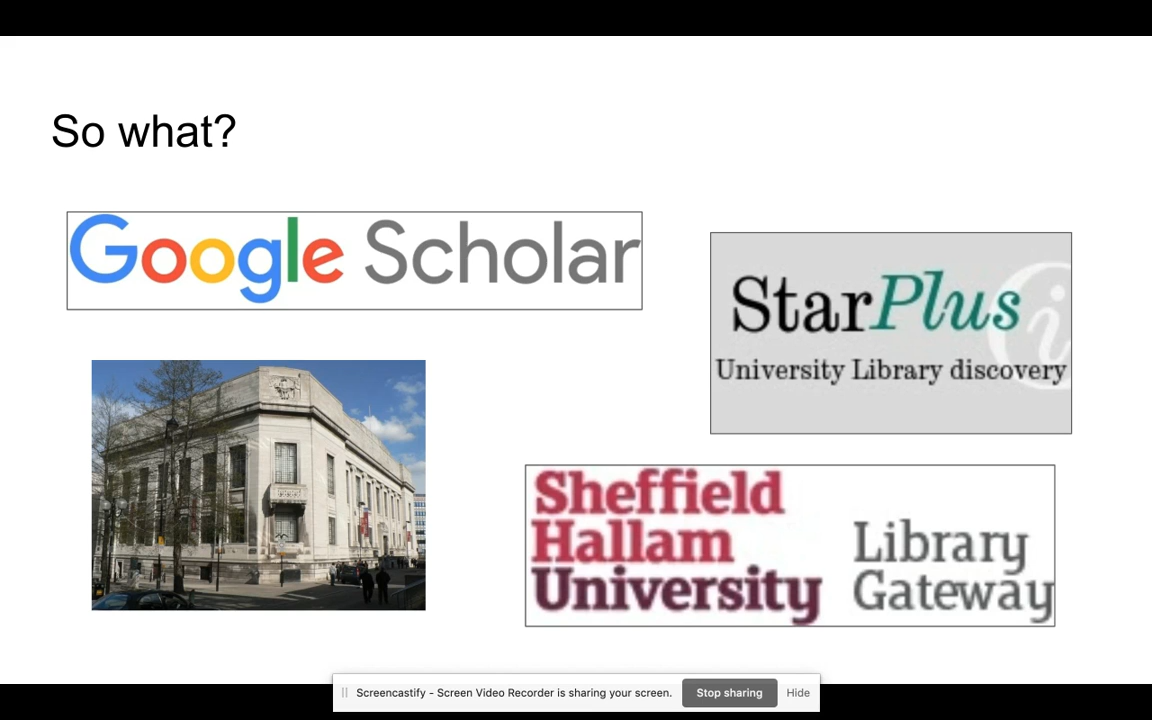 So what?
Google Scholar
StarPlus
University Library discovery
Sheffield
Hallam
University
Library
Gateway
Screencastify - Screen Video Recorder is sharing your screen. Stop sharing Hide